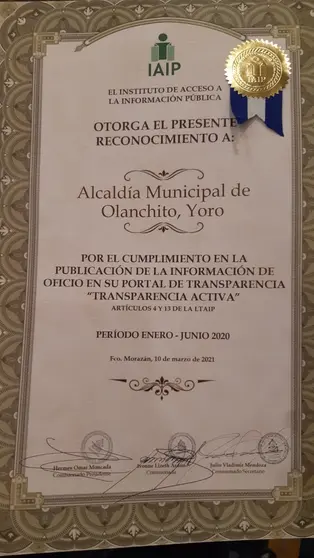 IAIP
IAIP
EL INSTITUTO DE ACCESO A
LA INFORMACIÓN PÚBLICA
OTORGA EL PRESENTE
RECONOCIMIENTO A:
Alcaldía Municipal de
Olanchito, Yoro
POR EL CUMPLIMIENTO EN LA
PUBLICACIÓN DE LA INFORMACIÓN DE
OFICIO EN SU PORTAL DE TRANSPARENCIA
“TRANSPARENCIA ACTIVA”
ARTÍCULOS 4 Y 13 DE LA LTAIP
PERÍODO ENERO - JUNIO 2020
Fco. Morazán, 10 de marzo de 2021
Hermes Omar Moncada
Comisionado Presidente
Ivonne Lizeth
Comisionada
Julio Vladimir Mendoza
Comisionado Secretario